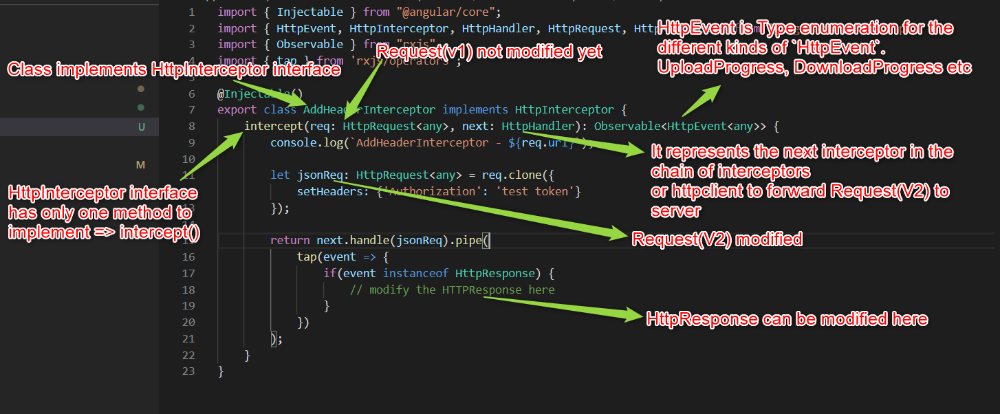 1 import { Injectable } from "@angular/core";
2 import { HttpEvent, HttpInterceptor, HttpHandler, HttpRequest,
HttpEvent is Type enumeration for the
different kinds of `HttpEvent`.
UploadProgress, DownloadProgress etc
3 import { Observable } from "rxjs"
Request(v1) not modified yet
4 import { tap } from 'rxjs/operators';
Class implements HttpInterceptor interface
5
6 @Injectable()
7 export class AddHeaderInterceptor implements HttpInterceptor {
U 8 intercept(req: HttpRequest<any>, next: HttpHandler): Observable<HttpEvent<any>> {
9 console.log(`AddHeaderInterceptor - ${req.url}`);
It represents the next interceptor in the
chain of interceptors
or httpclient to forward Request(V2) to
server
10
M
11 let jsonReq: HttpRequest<any> = req.clone({
12 setHeaders: {'Authorization': 'test token'}
HttpInterceptor interface
has only one method to
implement => intercept()
13 });
14
15 return next.handle(jsonReq).pipe(
Request(V2) modified
16 tap(event => {
17 if(event instanceof HttpResponse) {
18 // modify the HTTPResponse here
19 }
HttpResponse can be modified here
20 })
21 );
22 }
23 }